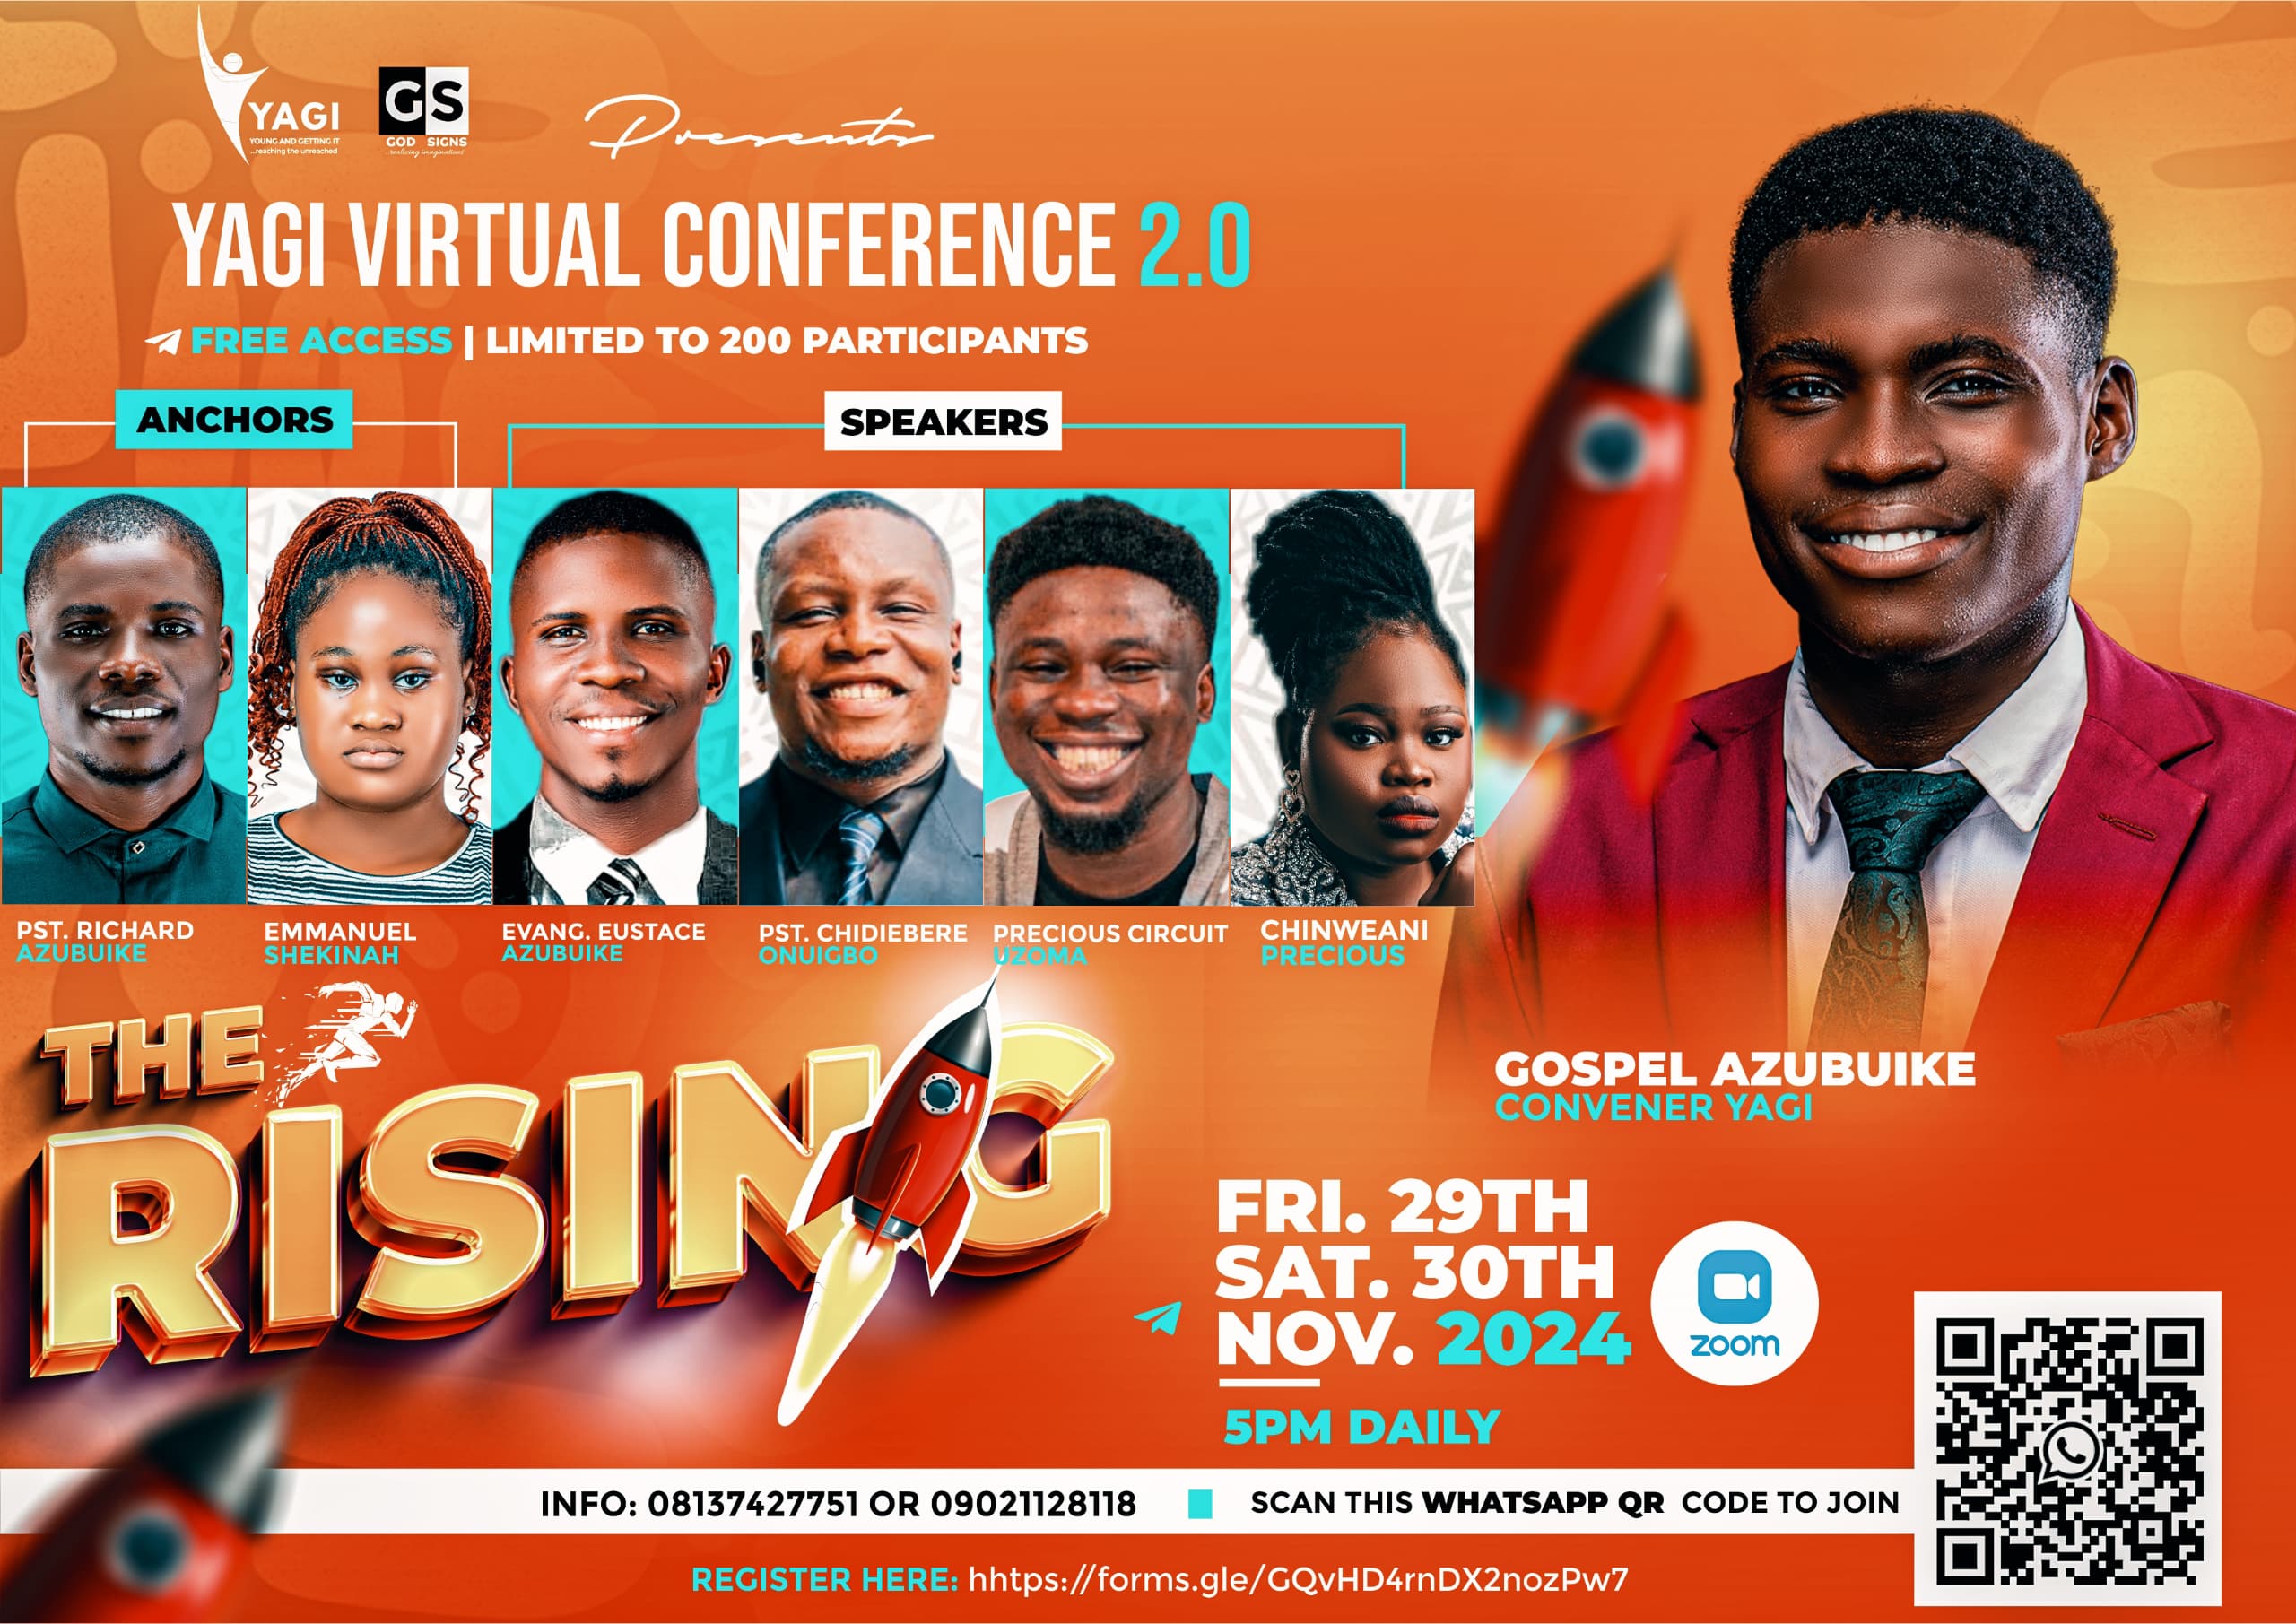 YAGI
YOUNG AND GETTING IT
...reaching the unreached
GS
GOD SIGNS
...realizing imaginations!
Presents
YAGI VIRTUAL CONFERENCE 2.0
FREE ACCESS | LIMITED TO 200 PARTICIPANTS
ANCHORS
SPEAKERS
PST. RICHARD
AZUBUIKE
EMMANUEL
SHEKINAH
EVANG. EUSTACE
AZUBUIKE
PST. CHIDIEBERE
ONUIGBO
PRECIOUS CIRCUIT
UZOMA
CHINWEANI
PRECIOUS
THE
RISING
GOSPEL AZUBUIKE
CONVENER YAGI
FRI. 29TH
SAT. 30TH
NOV. 2024
5PM DAILY
zoom
INFO: 08137427751 OR 09021128118
SCAN THIS WHATSAPP QR CODE TO JOIN
REGISTER HERE: hhtps://forms.gle/GQvHD4rnDX2nozPw7